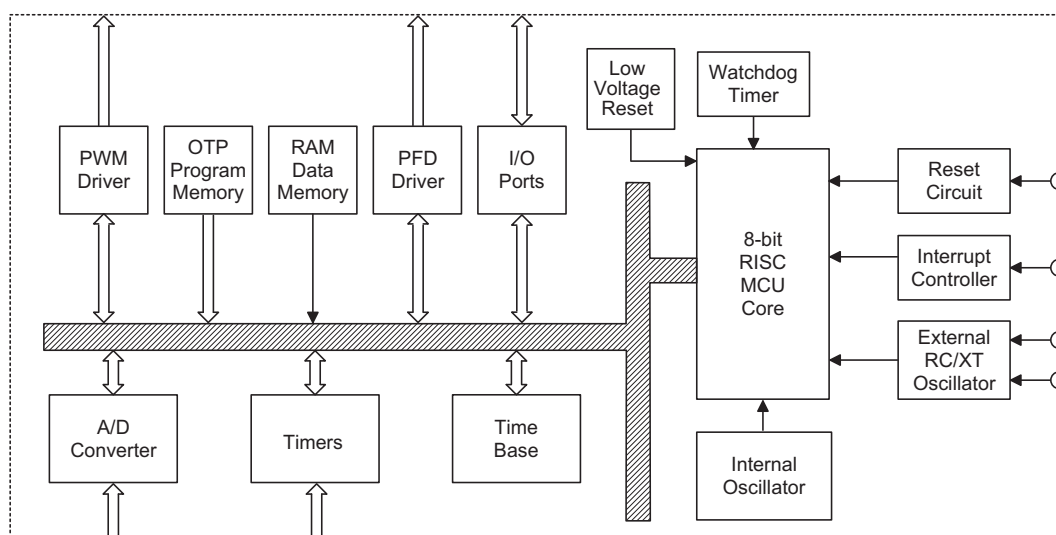 Low
Voltage
Reset
Watchdog
Timer
PWM
Driver
OTP
Program
Memory
RAM
Data
Memory
PFD
Driver
I/O
Ports
8-bit
RISC
MCU
Core
Reset
Circuit
Interrupt
Controller
External
RC/XT
Oscillator
A/D
Converter
Timers
Time
Base
Internal
Oscillator